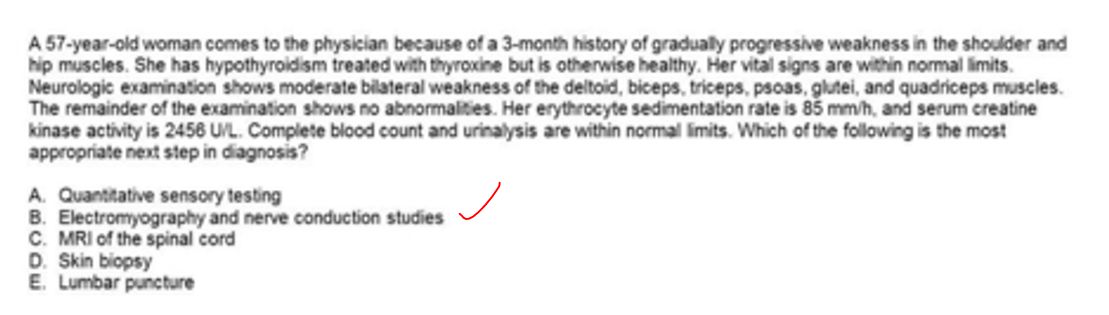 A 57-year-old woman comes to the physician because of a 3-month history of gradually progressive weakness in the shoulder and
hip muscles. She has hypothyroidism treated with thyroxine but is otherwise healthy. Her vital signs are within normal limits.
Neurologic examination shows moderate bilateral weakness of the deltoid, biceps, triceps, psoas, glutei, and quadriceps muscles.
The remainder of the examination shows no abnormalities. Her erythrocyte sedimentation rate is 85 mm/h, and serum creatine
kinase activity is 2456 U/L. Complete blood count and urinalysis are within normal limits. Which of the following is the most
appropriate next step in diagnosis?
A. Quantitative sensory testing
B. Electromyography and nerve conduction studies
C. MRI of the spinal cord
D. Skin biopsy
E. Lumbar puncture